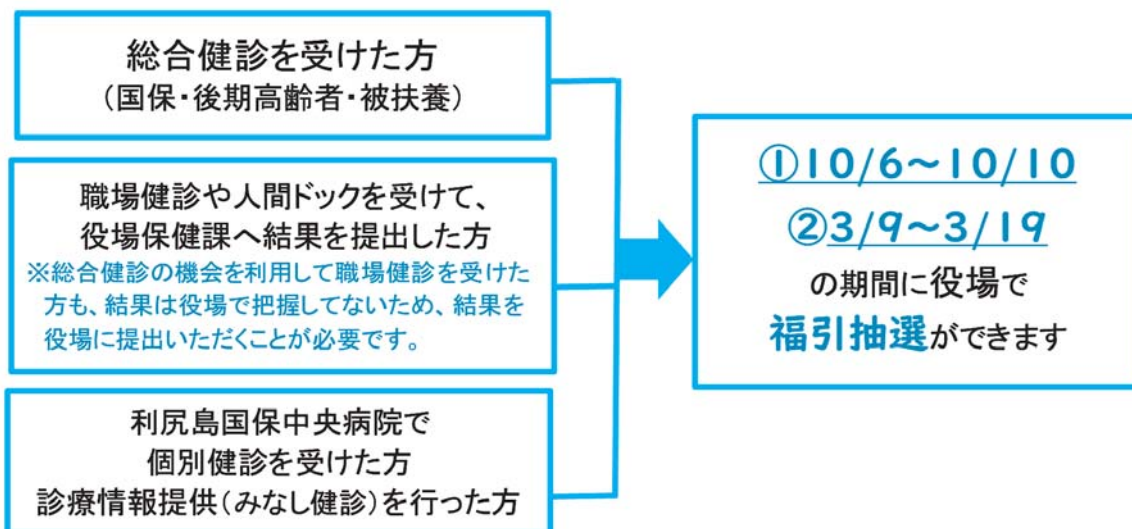 総合健診を受けた方
(国保・後期高齢者・被扶養)
職場健診や人間ドックを受けて、
役場保健課へ結果を提出した方
※総合健診の機会を利用して職場健診を受けた
方も、結果は役場で把握してないため、結果を
役場に提出いただくことが必要です。
利尻島国保中央病院で
個別健診を受けた方
診療情報提供(みなし健診)を行った方
①10/6～10/10
②3/9～3/19
の期間に役場で
福引抽選ができます